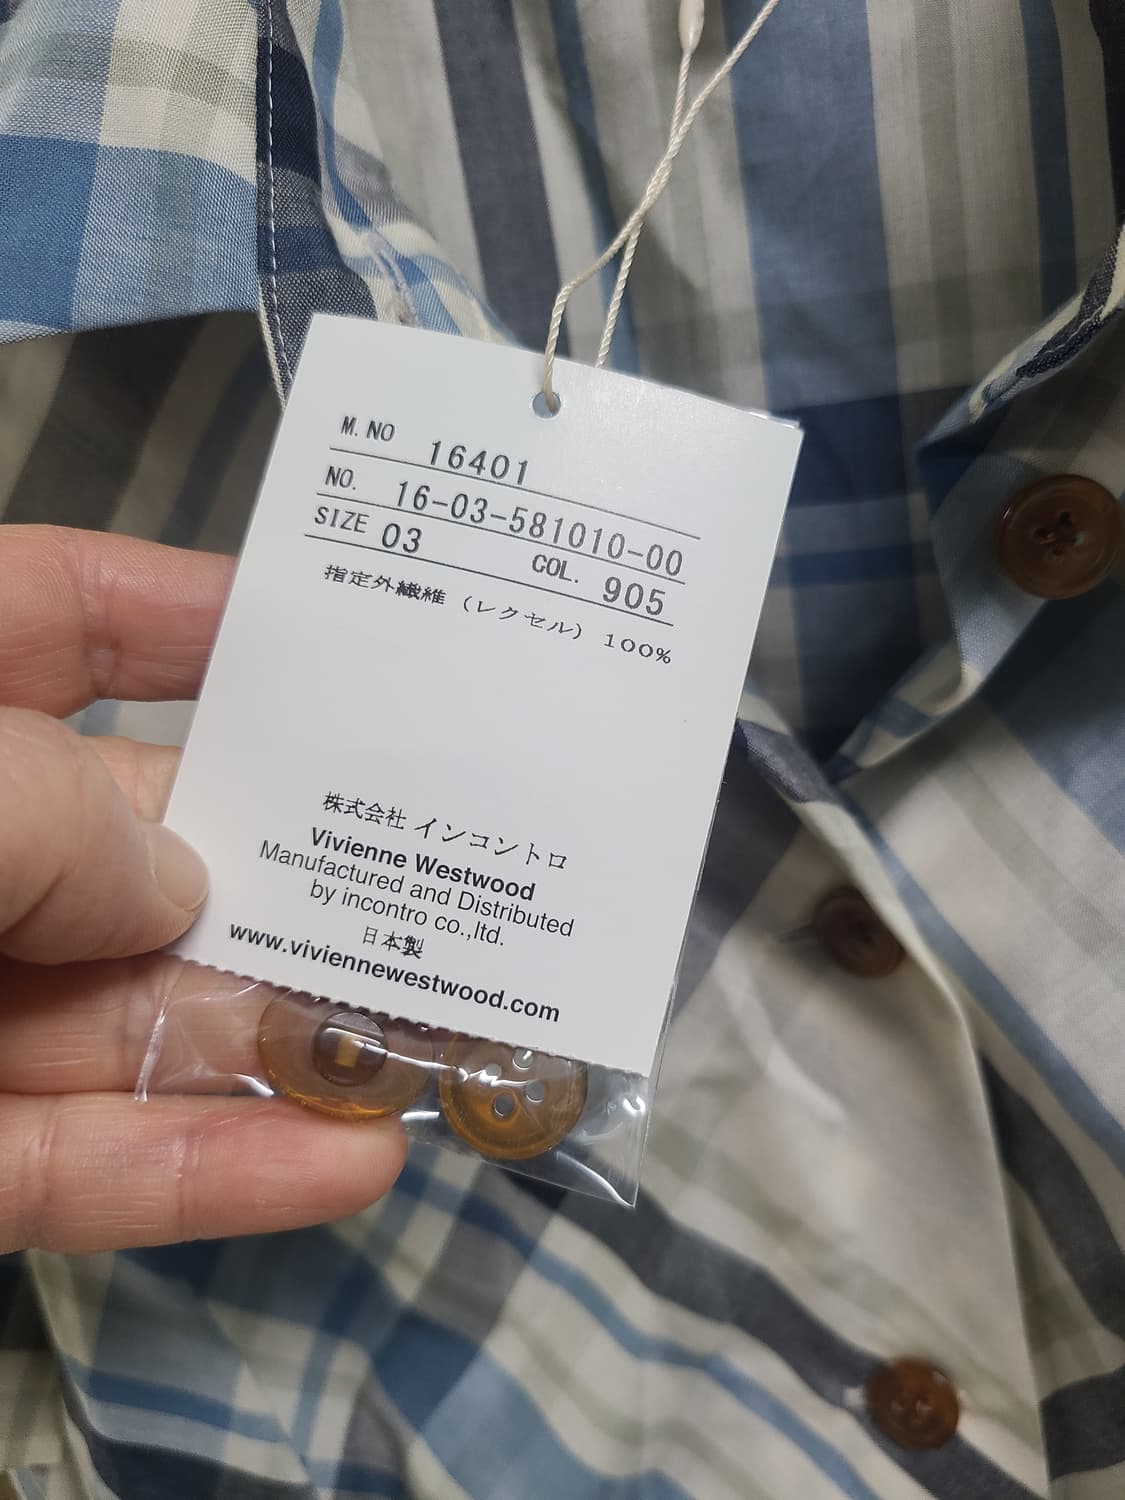 M.NO 16401
NO. 16-03-581010-00
SIZE 03 COL. 905
指定外繊維 (レクセル) 100%
株式会社 インコントロ
Vivienne Westwood
Manufactured and Distributed
by incontro co.,ltd.
日本製
www.viviennewestwood.com